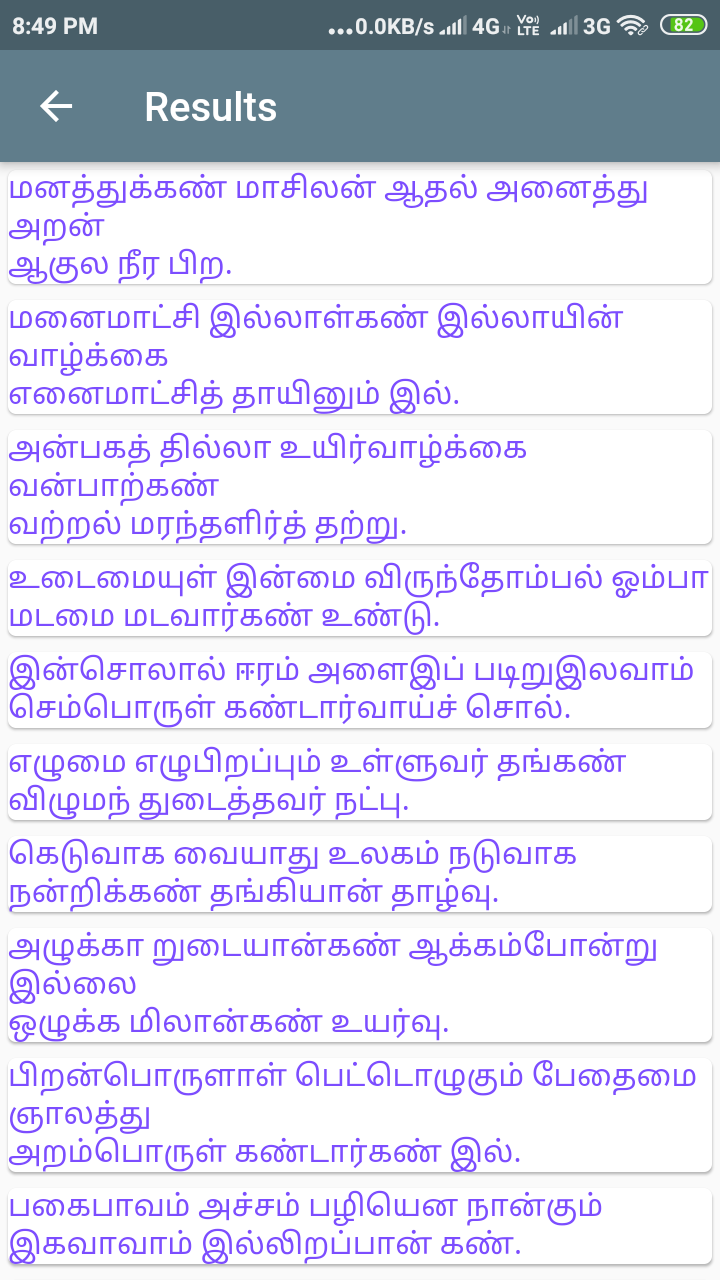 8:49 PM ...0.0KB/s 4G Vo LTE 3G 82
Results
மனத்துக்கண் மாசிலன் ஆதல் அனைத்து
அறன்
ஆகுல நீர பிற.
மனைமாட்சி இல்லாள்கண் இல்லாயின்
வாழ்க்கை
எனைமாட்சித் தாயினும் இல்.
அன்பகத் தில்லா உயிர்வாழ்க்கை
வன்பாற்கண்
வற்றல் மரந்தளிர்த் தற்று.
உடைமையுள் இன்மை விருந்தோம்பல் ஓம்பா
மடமை மடவார்கண் உண்டு.
இன்சொலால் ஈரம் அளைஇப் படிறுஇலவாம்
செம்பொருள் கண்டார்வாய்ச் சொல்.
எழுமை எழுபிறப்பும் உள்ளுவர் தங்கண்
விழுமந் துடைத்தவர் நட்பு.
கெடுவாக வையாது உலகம் நடுவாக
நன்றிக்கண் தங்கியான் தாழ்வு.
அழுக்கா றுடையான்கண் ஆக்கம்போன்று
இல்லை
ஒழுக்க மிலான்கண் உயர்வு.
பிறன்பொருளாள் பெட்டொழுகும் பேதைமை
ஞாலத்து
அறம்பொருள் கண்டார்கண் இல்.
பகைபாவம் அச்சம் பழியென நான்கும்
இகவாவாம் இல்லிறப்பான் கண்.